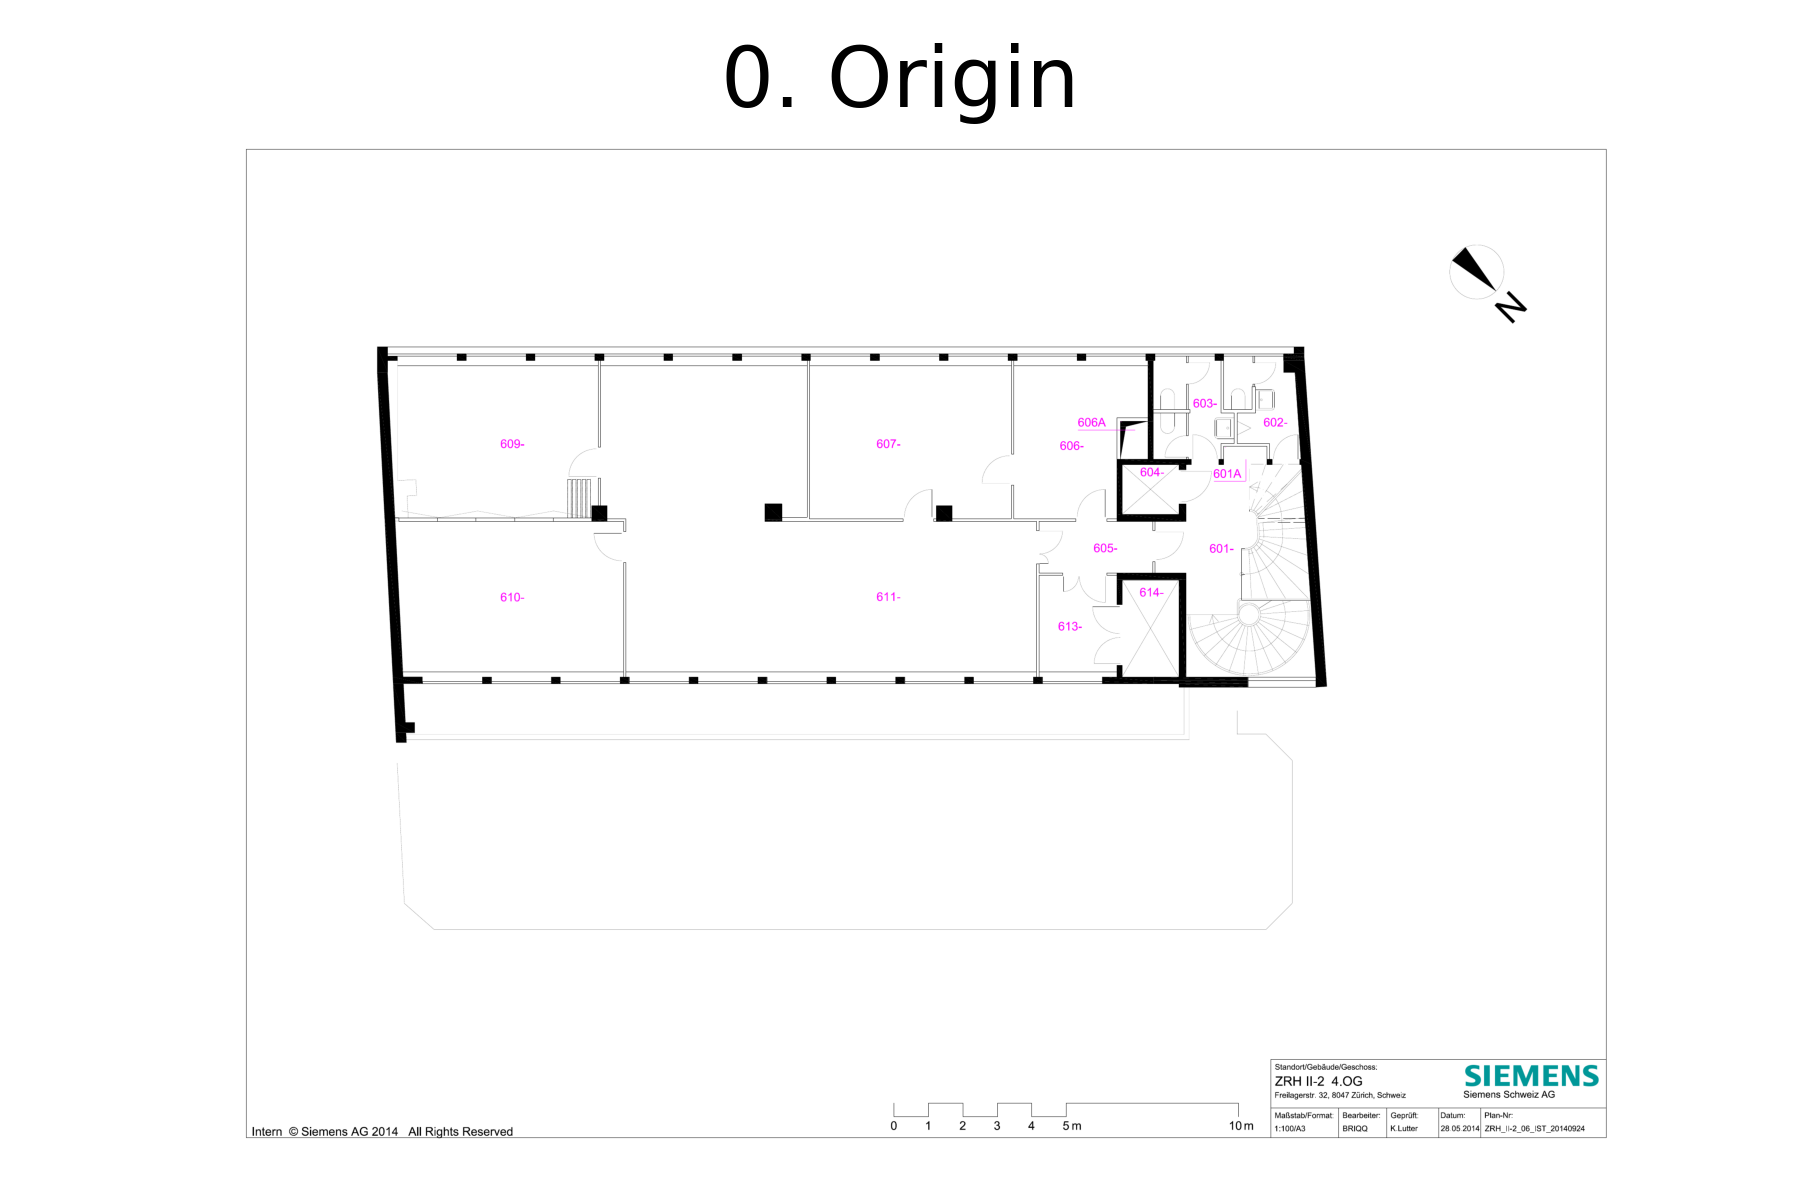 0. Origin
N
606A
603-
602-
609-
607-
606-
604-
601A
605-
601-
610-
611-
614-
613-
Standort/Gebäude/Geschoss:
SIEMENS
ZRH II-2 4.OG
Siemens Schweiz AG
Freilagerstr. 32, 8047 Zürich, Schweiz
Maßstab/Format: Bearbeiter: Geprüft: Datum: Plan-Nr:
1:100/A3 BRIQQ K.Lutter 28.05.2014 ZRH_II-2_06_IST_20140924
0 1 2 3 4 5 m 10 m
Intern © Siemens AG 2014 All Rights Reserved